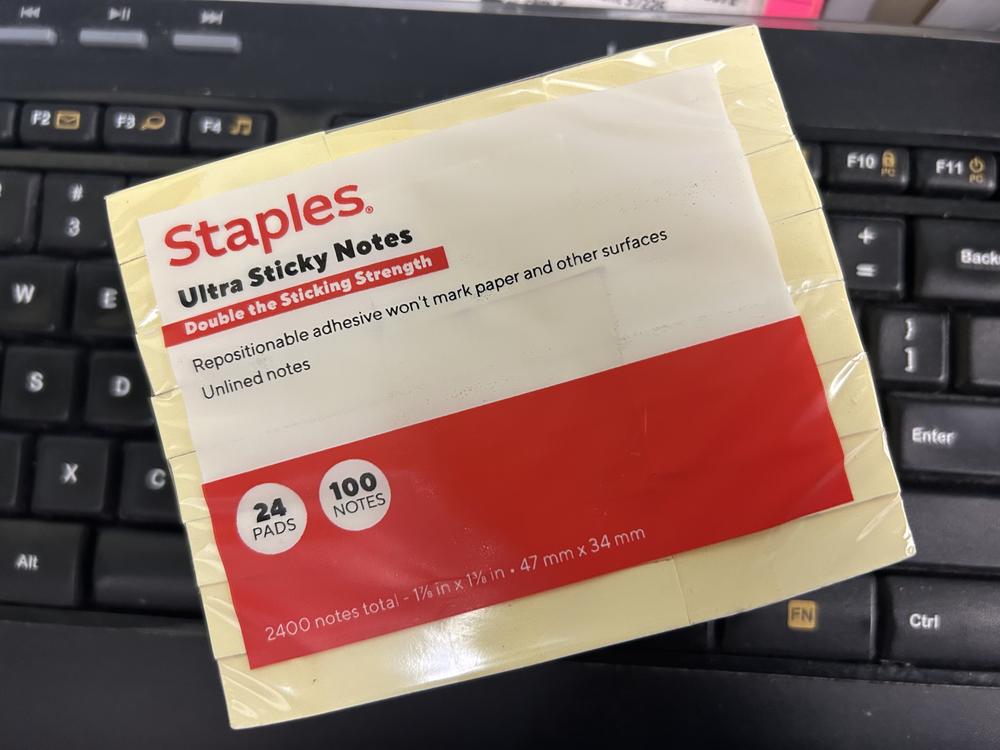 F2
F3
F4
F10
PC
F11
PC
#
3
+
=
Back
W
E
}
]
S
D
Enter
X
C
Alt
FN
Ctrl
Staples®
Ultra Sticky Notes
Double the Sticking Strength
Repositionable adhesive won't mark paper and other surfaces
Unlined notes
24
PADS
100
NOTES
2400 notes total - 1⅞ in x 1⅜ in • 47 mm x 34 mm